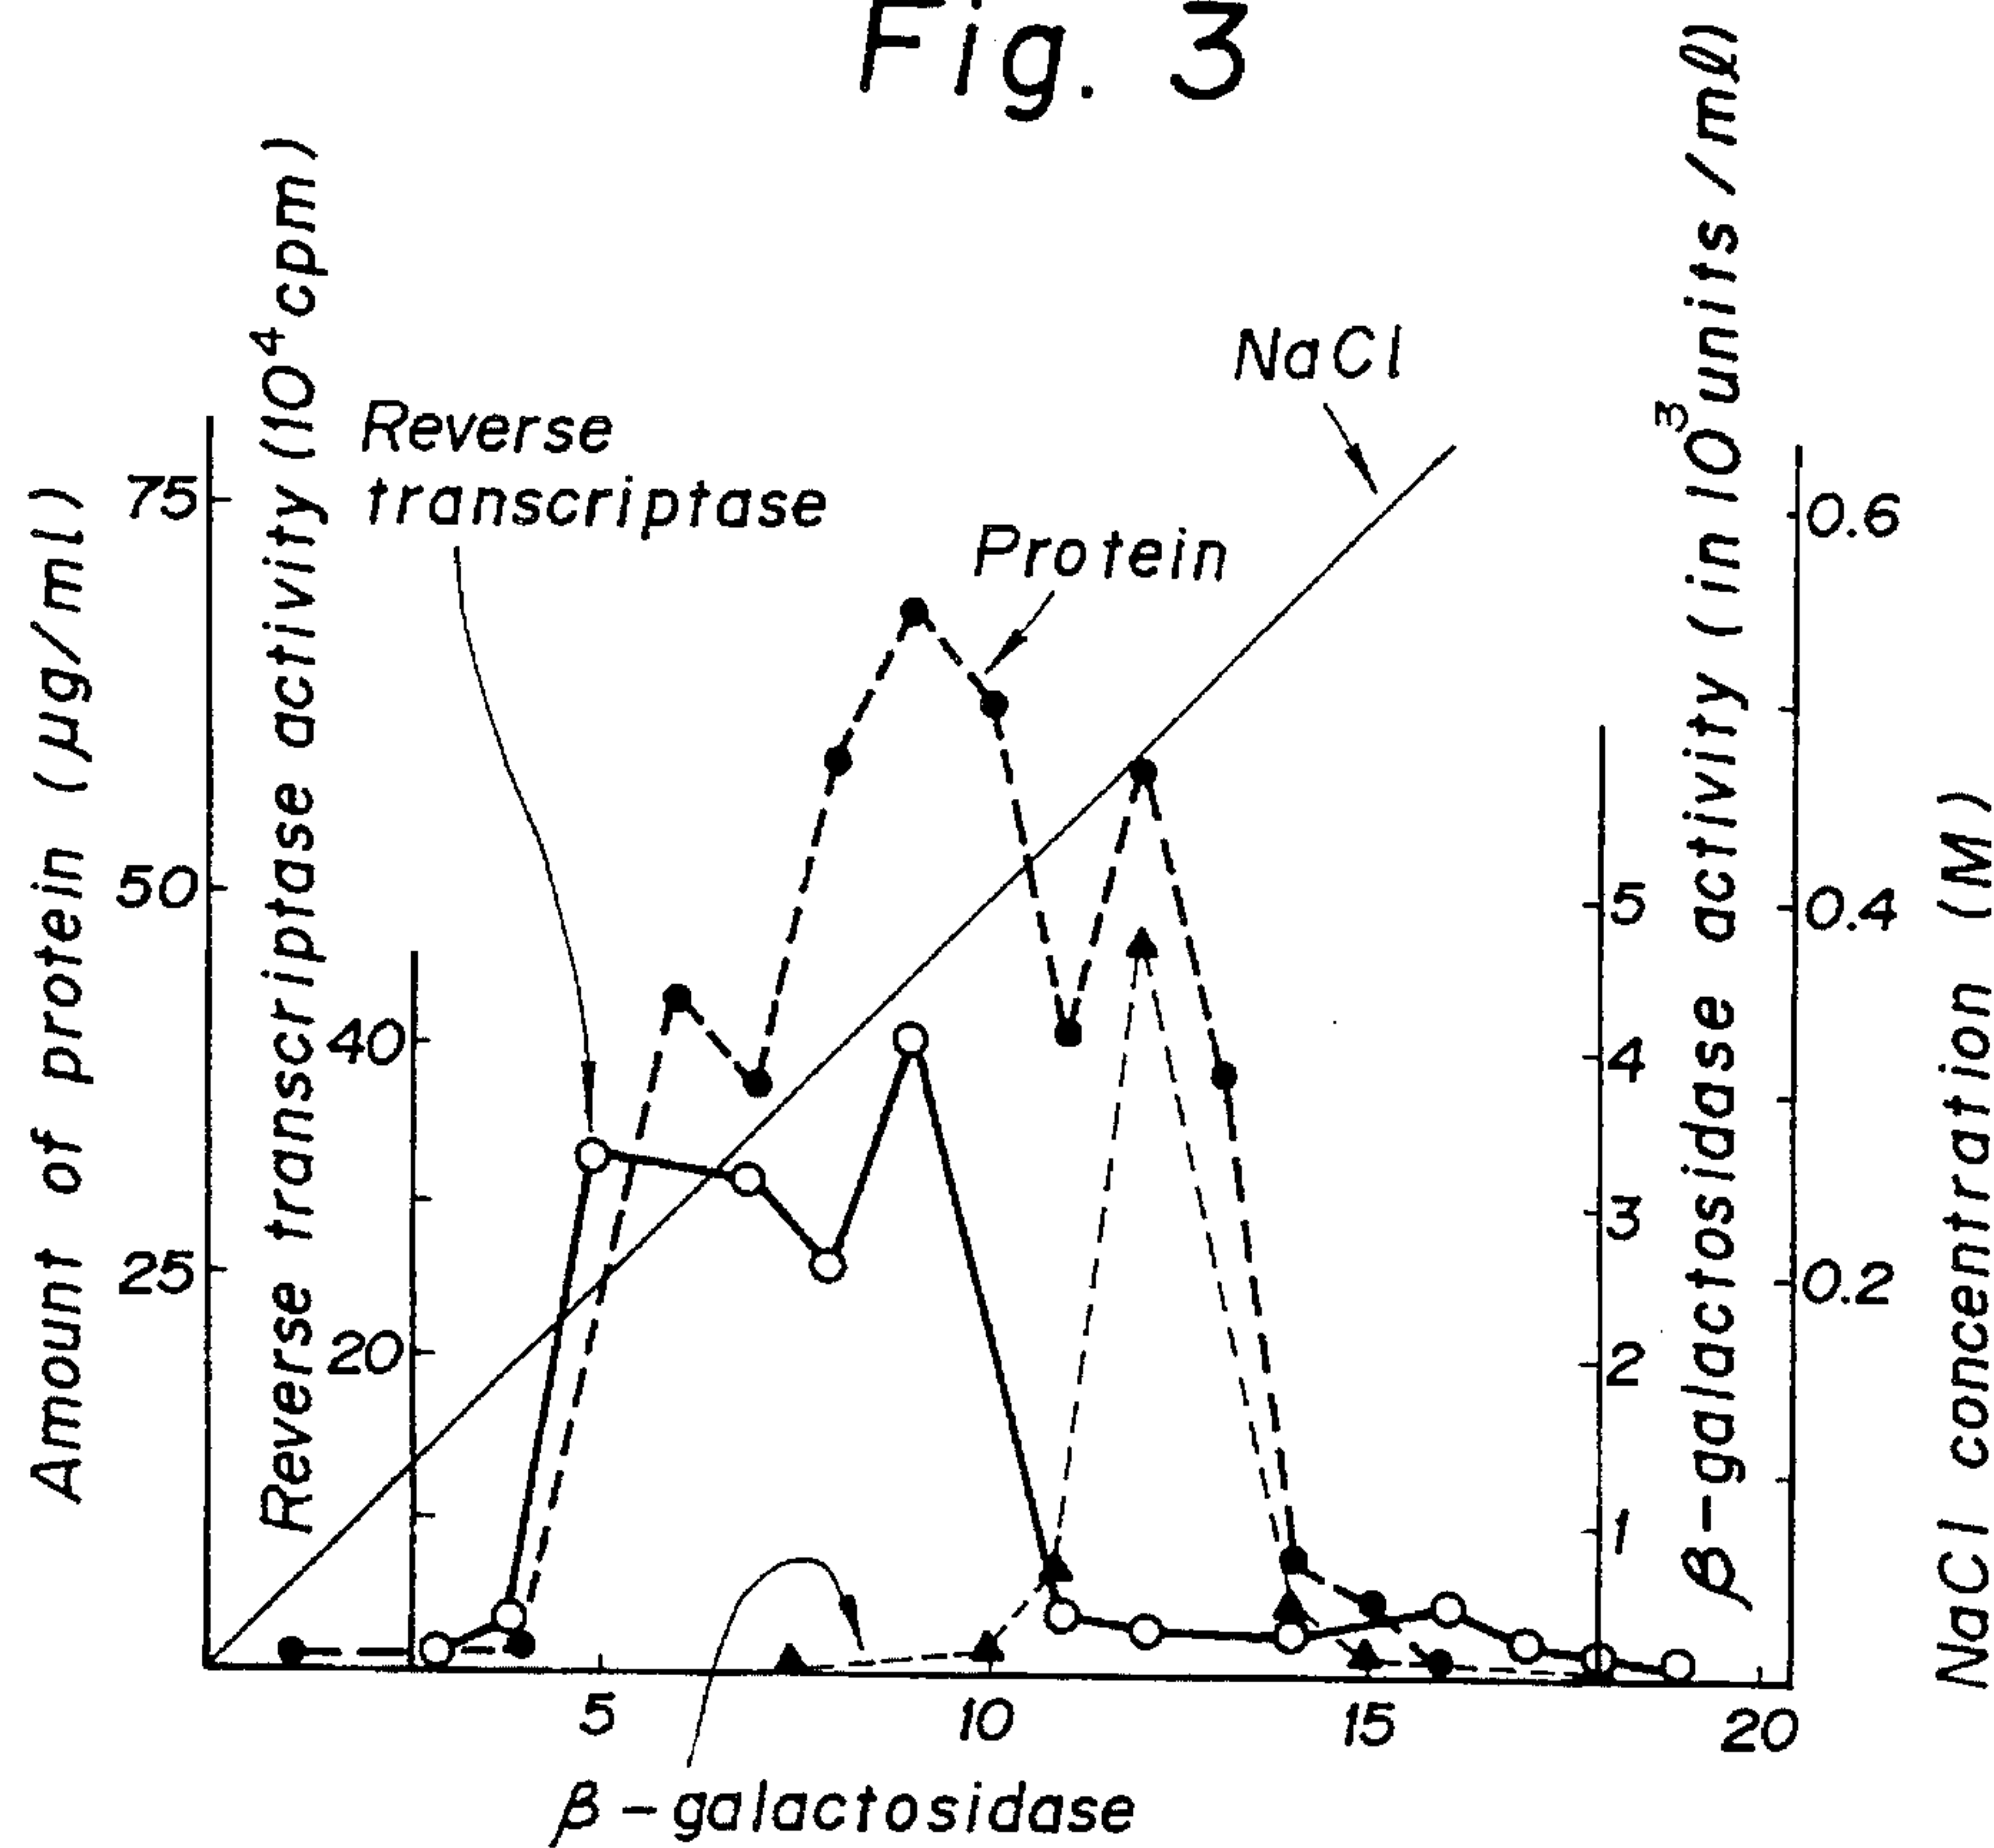 Fig. 3
Amount of protein (μg/ml)
75
50
25
Reverse transcriptase activity (10⁴cpm)
40
20
Reverse
transcriptase
Protein
NaCl
β-galactosidase
5
10
15
20
5
4
3
2
1
β-galactosidase activity (in 10³units/mℓ)
0.6
0.4
0.2
NaCl concentration (M)